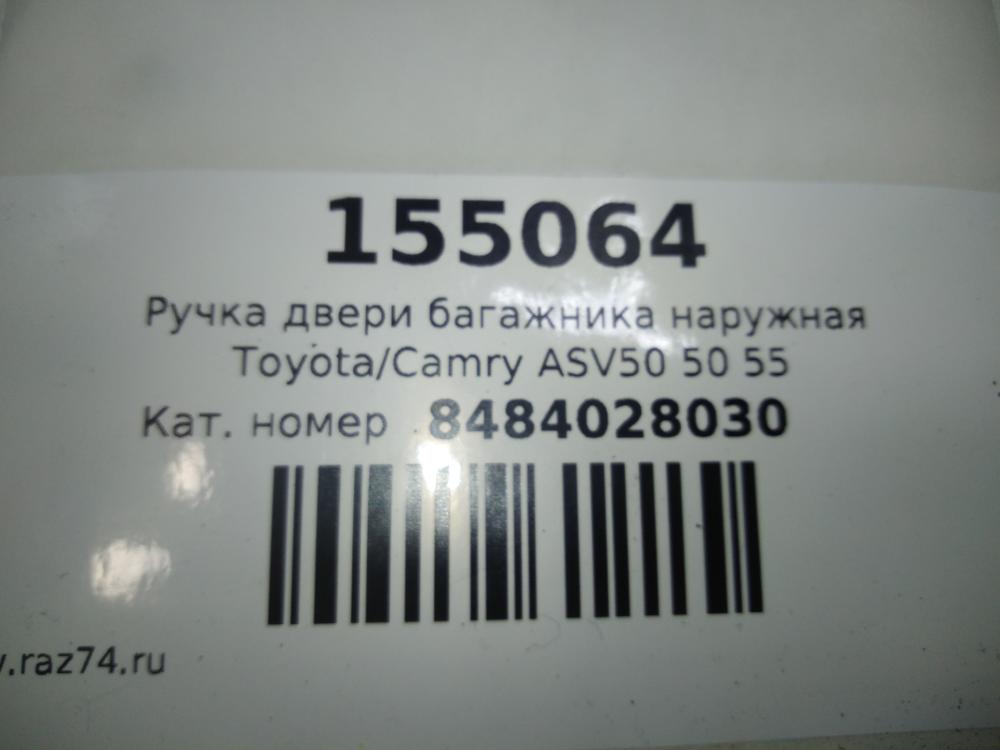 155064
Ручка двери багажника наружная
Toyota/Camry ASV50 50 55
Кат. номер 8484028030
.raz74.ru